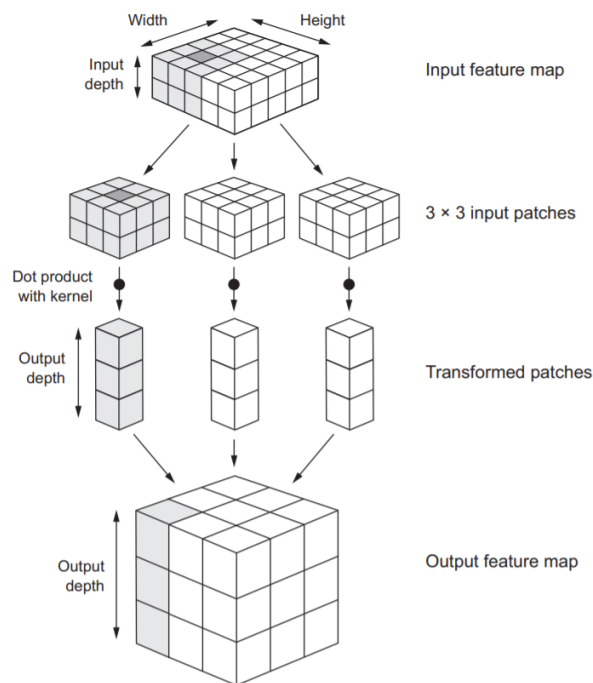 Width
Height
Input
depth
Input feature map
3 × 3 input patches
Dot product
with kernel
Output
depth
Transformed patches
Output
depth
Output feature map